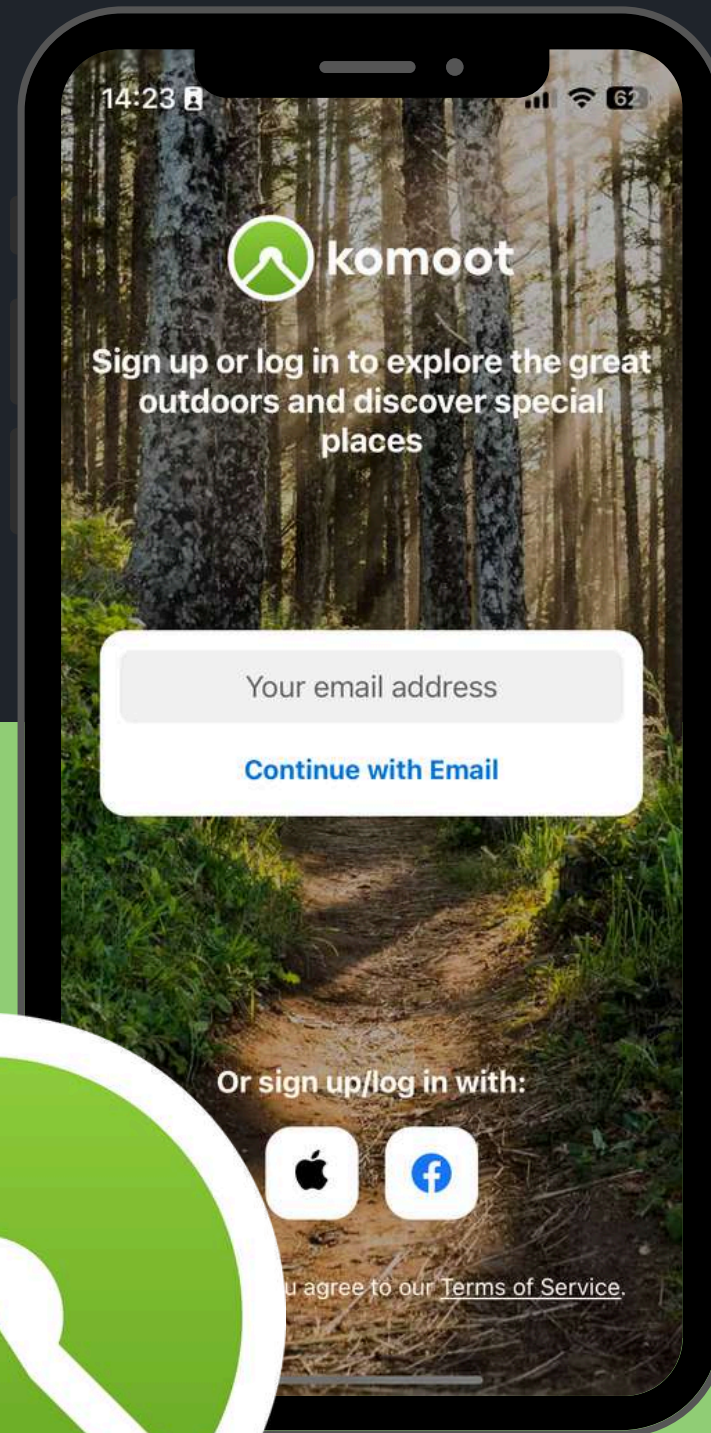 14:23
62
komoot
Sign up or log in to explore the great
outdoors and discover special
places
Your email address
Continue with Email
Or sign up/log in with:
u agree to our Terms of Service.